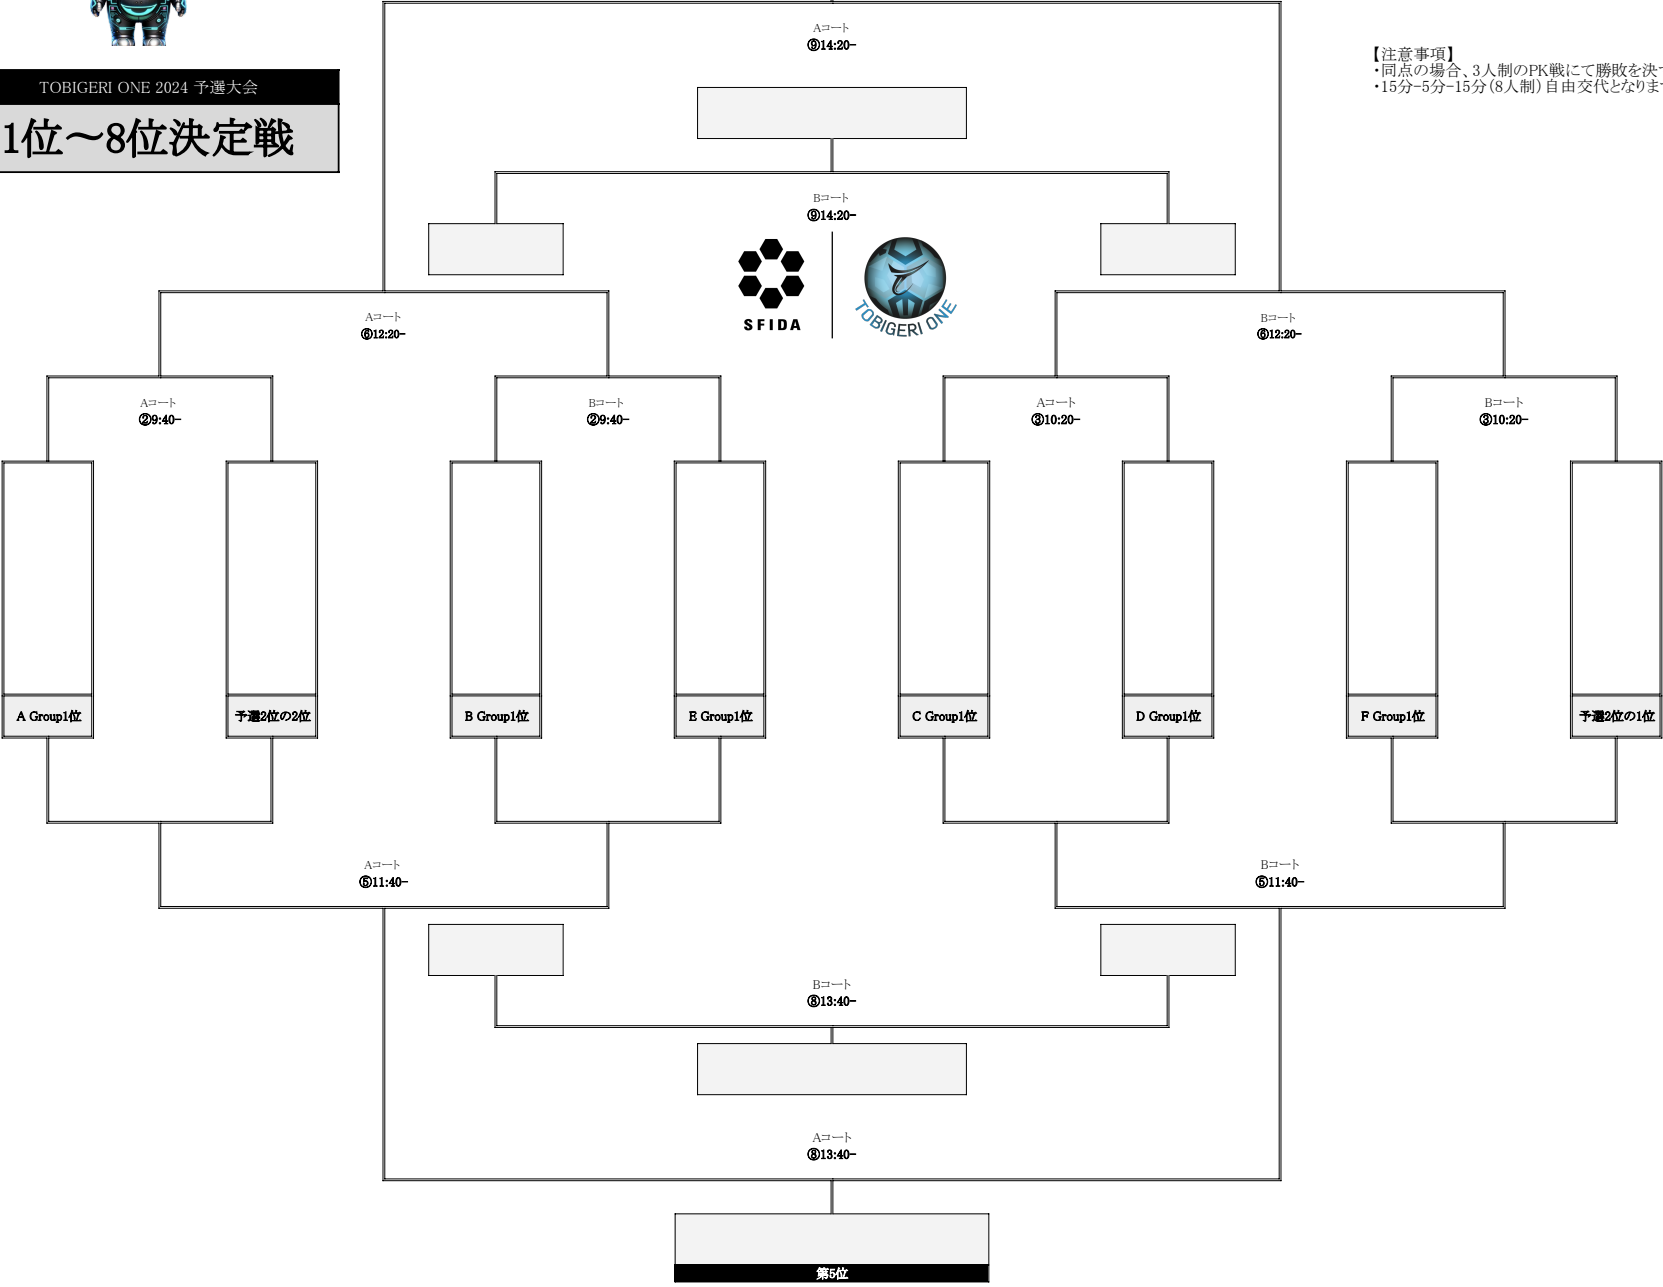 Aコート
⑨14:20-
【注意事項】
・同点の場合、3人制のPK戦にて勝敗を決
・15分-5分-15分（8人制）自由交代となりま
TOBIGERI ONE 2024 予選大会
1位～8位決定戦
Bコート
⑨14:20-
SFIDA
TOBIGERI ONE
Aコート
⑥12:20-
Bコート
⑥12:20-
Aコート
②9:40-
Bコート
②9:40-
Aコート
③10:20-
Bコート
③10:20-
A Group1位
予選2位の2位
B Group1位
E Group1位
C Group1位
D Group1位
F Group1位
予選2位の1位
Aコート
⑤11:40-
Bコート
⑤11:40-
Bコート
⑧13:40-
Aコート
⑧13:40-
第5位